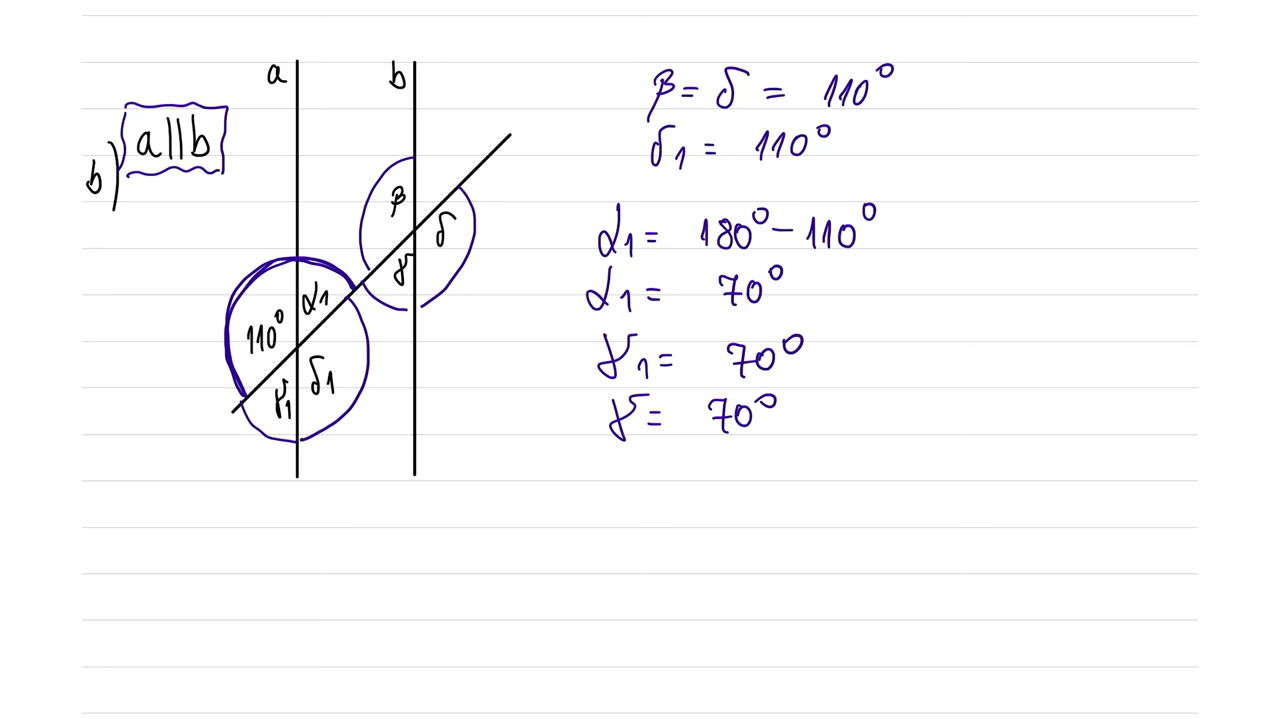 a b
b) a||b
β
δ
γ
α1
110°
δ1
γ1
β = δ = 110°
δ1 = 110°
α1 = 180° – 110°
α1 = 70°
γ1 = 70°
γ = 70°